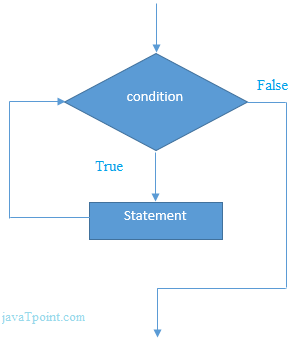 condition
False
True
Statement
javaTpoint.com